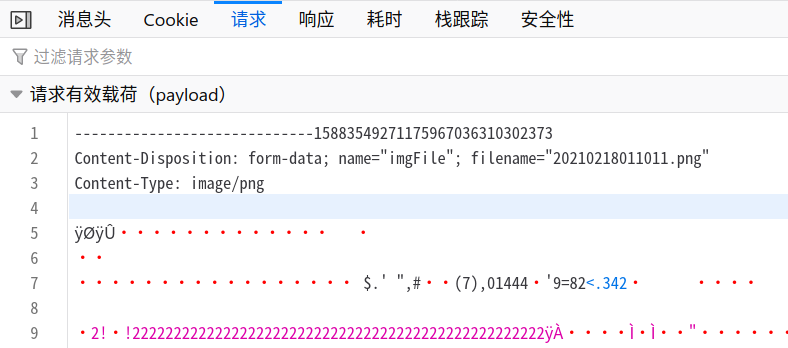 消息头 Cookie 请求 响应 耗时 栈跟踪 安全性
过滤请求参数
请求有效载荷（payload）
1 -----------------------------15883549271175967036310302373
2 Content-Disposition: form-data; name="imgFile"; filename="20210218011011.png"
3 Content-Type: image/png
4
5 ÿØÿÛ·············· ·
6 ··
7 ················· $.' ",#··(7),01444·'9=82<.342· ····
8
9 ·2!·!22222222222222222222222222222222222222222222222222ÿÀ····Ì·Ì··"······